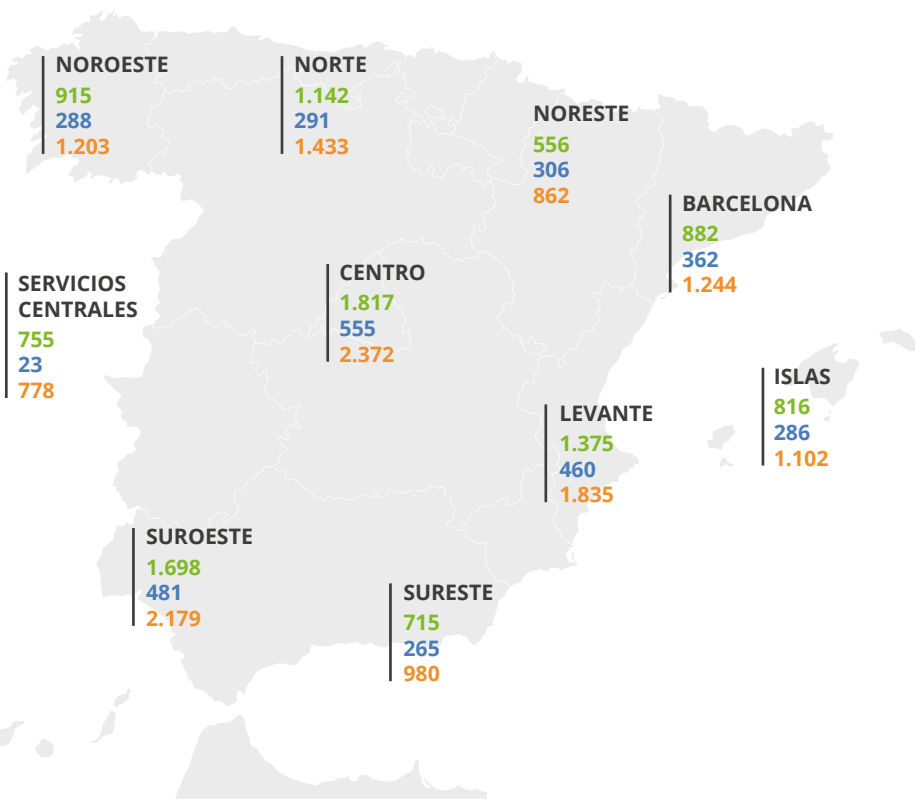 NOROESTE
915
288
1.203
NORTE
1.142
291
1.433
NORESTE
556
306
862
BARCELONA
882
362
1.244
SERVICIOS
CENTRALES
755
23
778
CENTRO
1.817
555
2.372
ISLAS
816
286
1.102
LEVANTE
1.375
460
1.835
SUROESTE
1.698
481
2.179
SURESTE
715
265
980